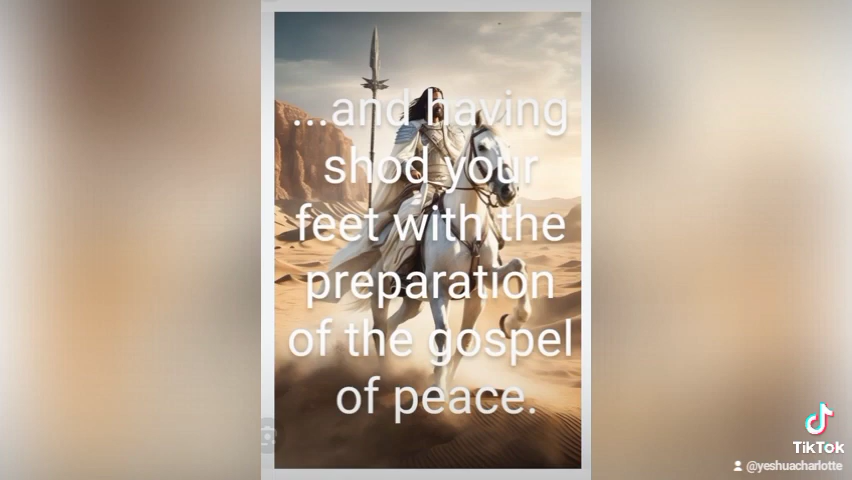 ...and having
shod your
feet with the
preparation
of the gospel
of peace.
TikTok
@yeshuacharlotte